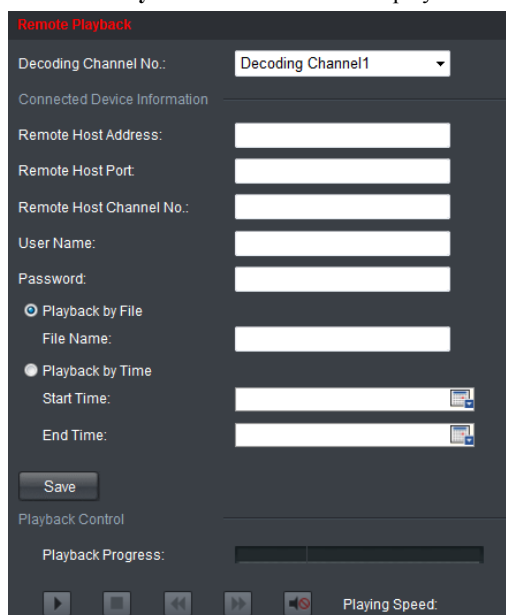 Remote Playback
Decoding Channel No.: Decoding Channel1
Connected Device Information
Remote Host Address:
Remote Host Port:
Remote Host Channel No.:
User Name:
Password:
Playback by File
File Name:
Playback by Time
Start Time:
End Time:
Save
Playback Control
Playback Progress:
Playing Speed: